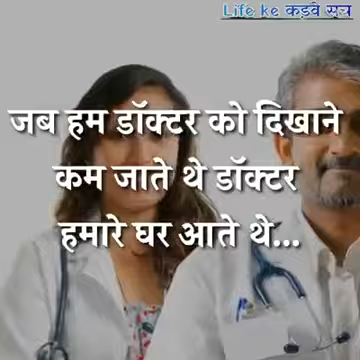 Life ke कड़वे सच
जब हम डॉक्टर को दिखाने
कम जाते थे डॉक्टर
हमारे घर आते थे...